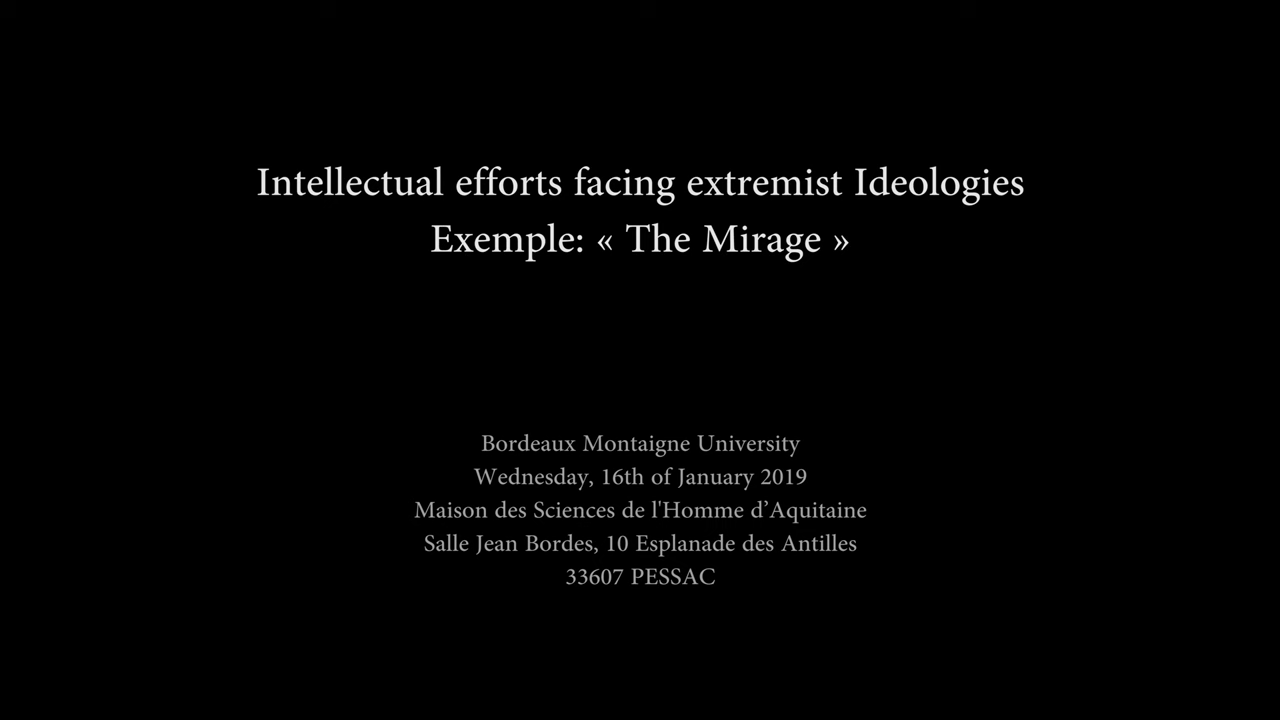 Intellectual efforts facing extremist Ideologies
Exemple: « The Mirage »
Bordeaux Montaigne University
Wednesday, 16th of January 2019
Maison des Sciences de l'Homme d’Aquitaine
Salle Jean Bordes, 10 Esplanade des Antilles
33607 PESSAC